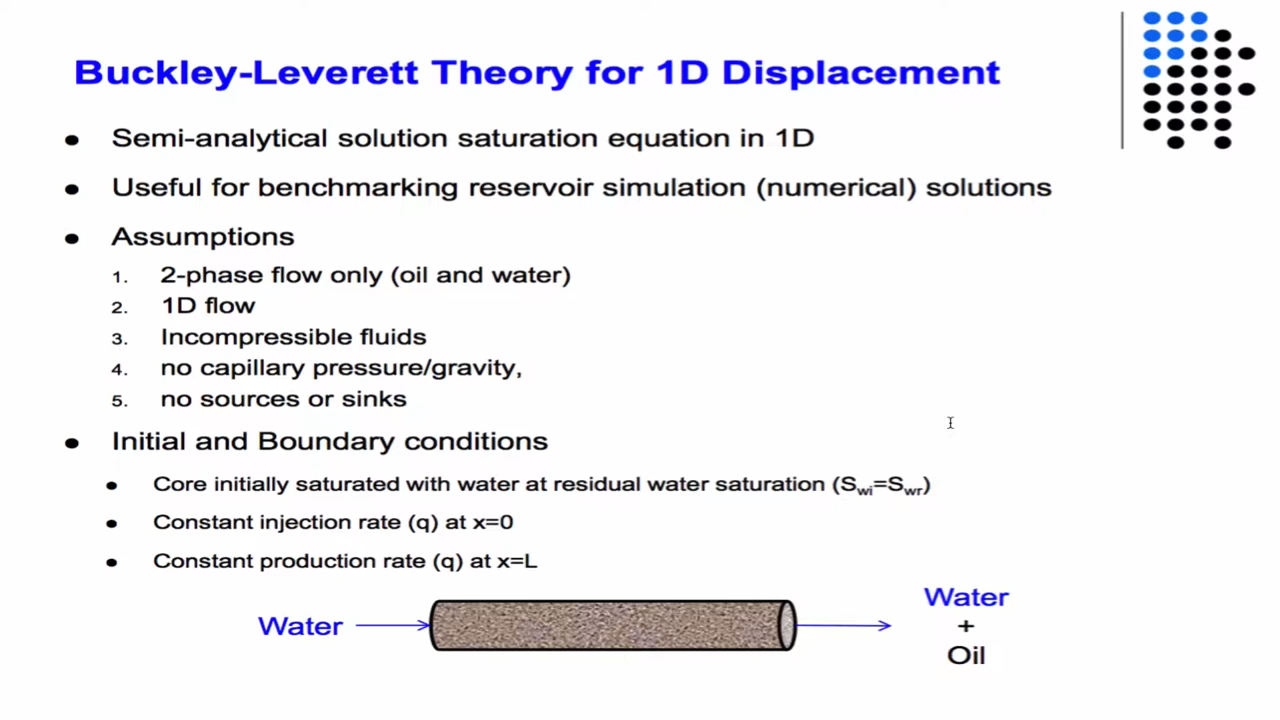 Buckley-Leverett Theory for 1D Displacement
• Semi-analytical solution saturation equation in 1D
• Useful for benchmarking reservoir simulation (numerical) solutions
• Assumptions
1. 2-phase flow only (oil and water)
2. 1D flow
3. Incompressible fluids
4. no capillary pressure/gravity,
5. no sources or sinks
• Initial and Boundary conditions
• Core initially saturated with water at residual water saturation (Swi=Swr)
• Constant injection rate (q) at x=0
• Constant production rate (q) at x=L
Water
Water
+
Oil